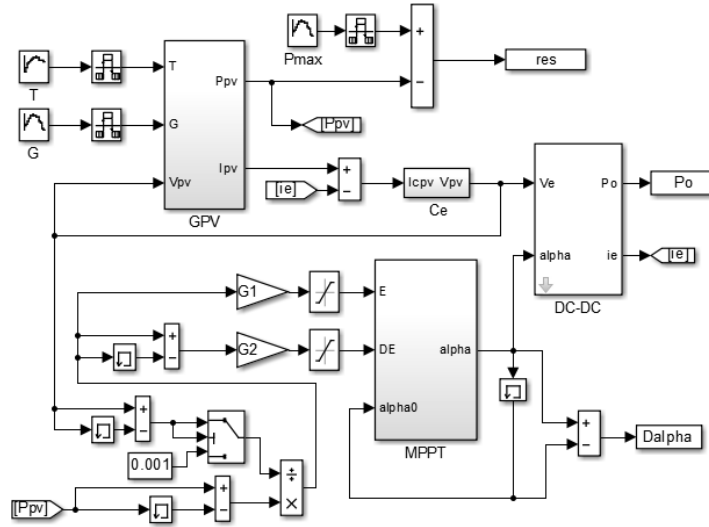 Pmax
+
−
res
T
T
Ppv
[Ppv]
G
G
Ipv
+
−
[ie]
Icpv Vpv
Ce
Vpv
GPV
Ve
Po
Po
alpha
ie
[ie]
DC-DC
G1
E
+
−
G2
DE
alpha
alpha0
MPPT
+
−
0.001
+
−
Dalpha
÷
×
[Ppv]
+
−